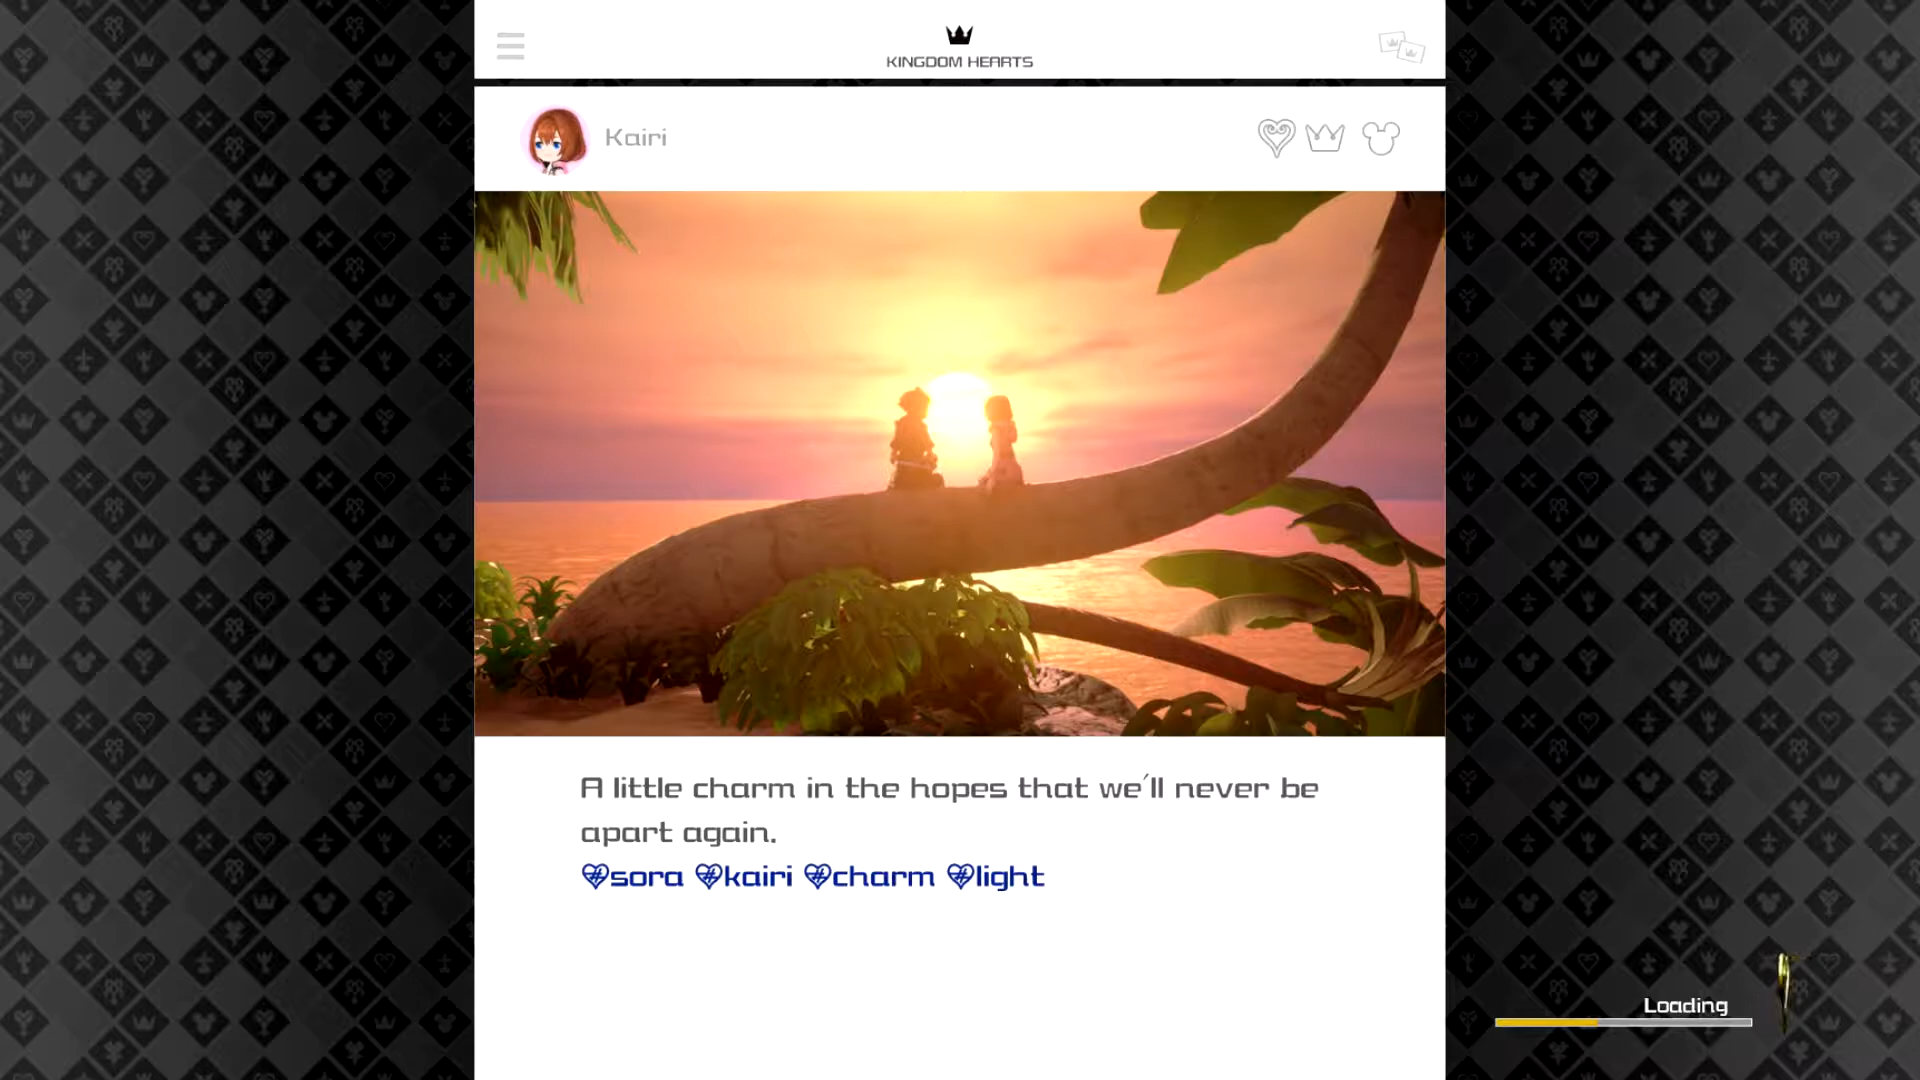 KINGDOM HEARTS
Kairi
A little charm in the hopes that we'll never be
apart again.
#sora #kairi #charm #light
Loading